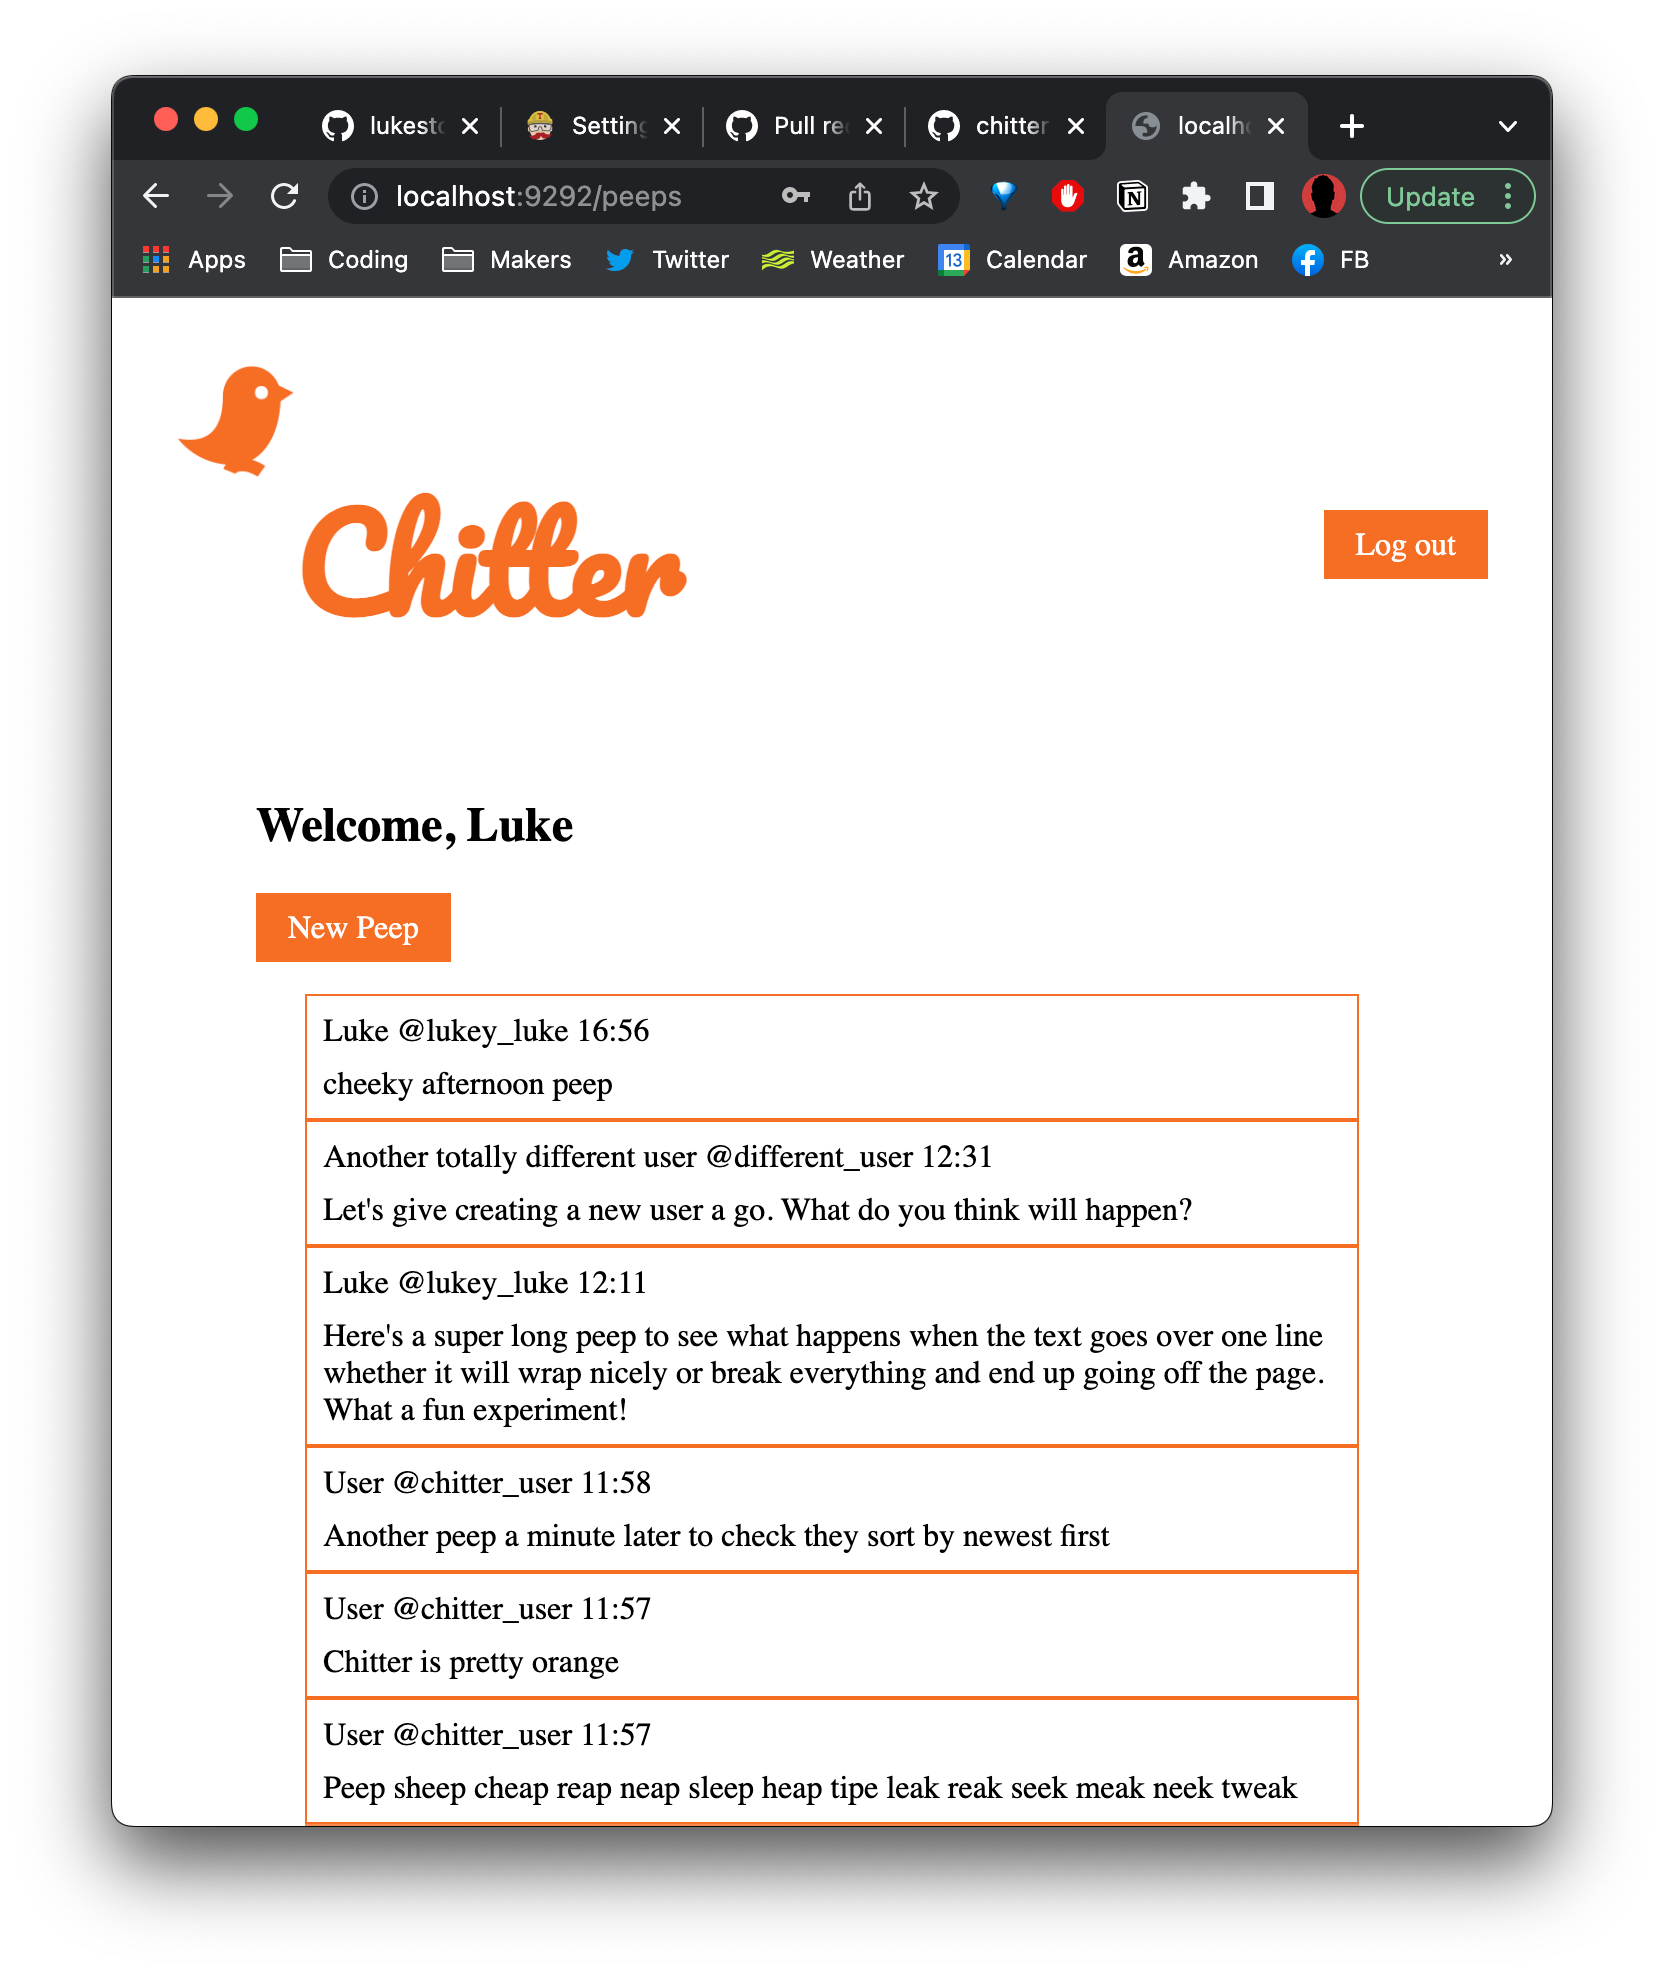 lukest
Setting
Pull re
chitter
localh
localhost:9292/peeps
Update
Apps
Coding
Makers
Twitter
Weather
13
Calendar
Amazon
FB
Chitter
Log out
Welcome, Luke
New Peep
Luke @lukey_luke 16:56
cheeky afternoon peep
Another totally different user @different_user 12:31
Let's give creating a new user a go. What do you think will happen?
Luke @lukey_luke 12:11
Here's a super long peep to see what happens when the text goes over one line
whether it will wrap nicely or break everything and end up going off the page.
What a fun experiment!
User @chitter_user 11:58
Another peep a minute later to check they sort by newest first
User @chitter_user 11:57
Chitter is pretty orange
User @chitter_user 11:57
Peep sheep cheap reap neap sleep heap tipe leak reak seek meak neek tweak